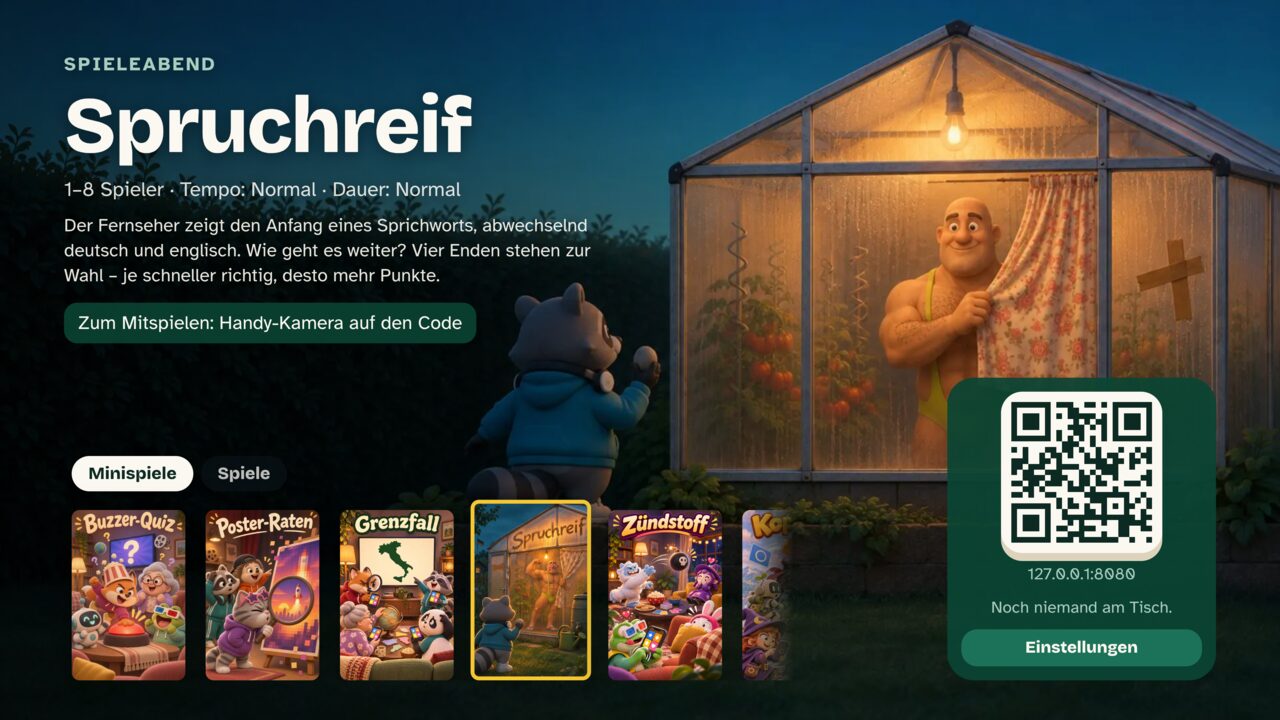 SPIELEABEND
Spruchreif
1–8 Spieler · Tempo: Normal · Dauer: Normal
Der Fernseher zeigt den Anfang eines Sprichworts, abwechselnd
deutsch und englisch. Wie geht es weiter? Vier Enden stehen zur
Wahl – je schneller richtig, desto mehr Punkte.
Zum Mitspielen: Handy-Kamera auf den Code
Minispiele
Spiele
Buzzer-Quiz
Poster-Raten
Grenzfall
Spruchreif
Zündstoff
127.0.0.1:8080
Noch niemand am Tisch.
Einstellungen